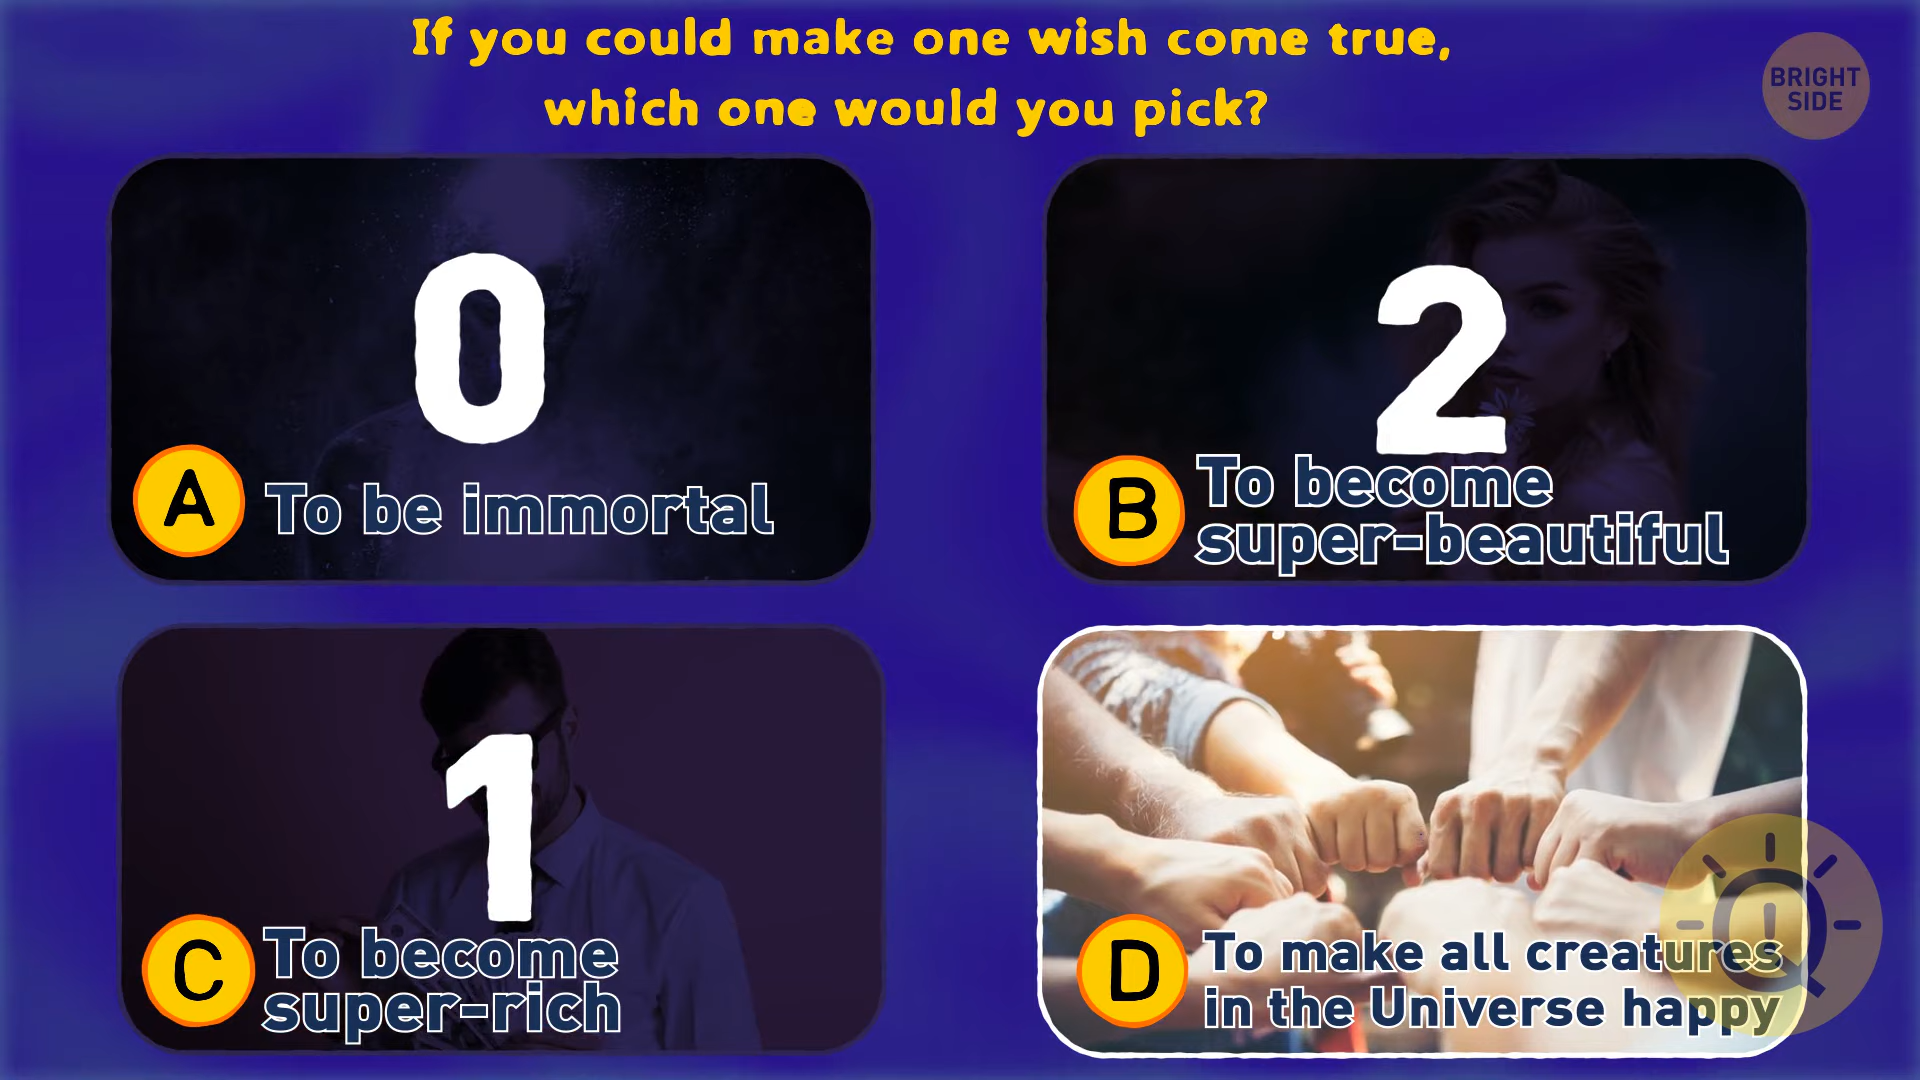 If you could make one wish come true,
which one would you pick?
BRIGHT
SIDE
0
A
To be immortal
2
B
To become
super-beautiful
1
C
To become
super-rich
D
To make all creatures
in the Universe happy